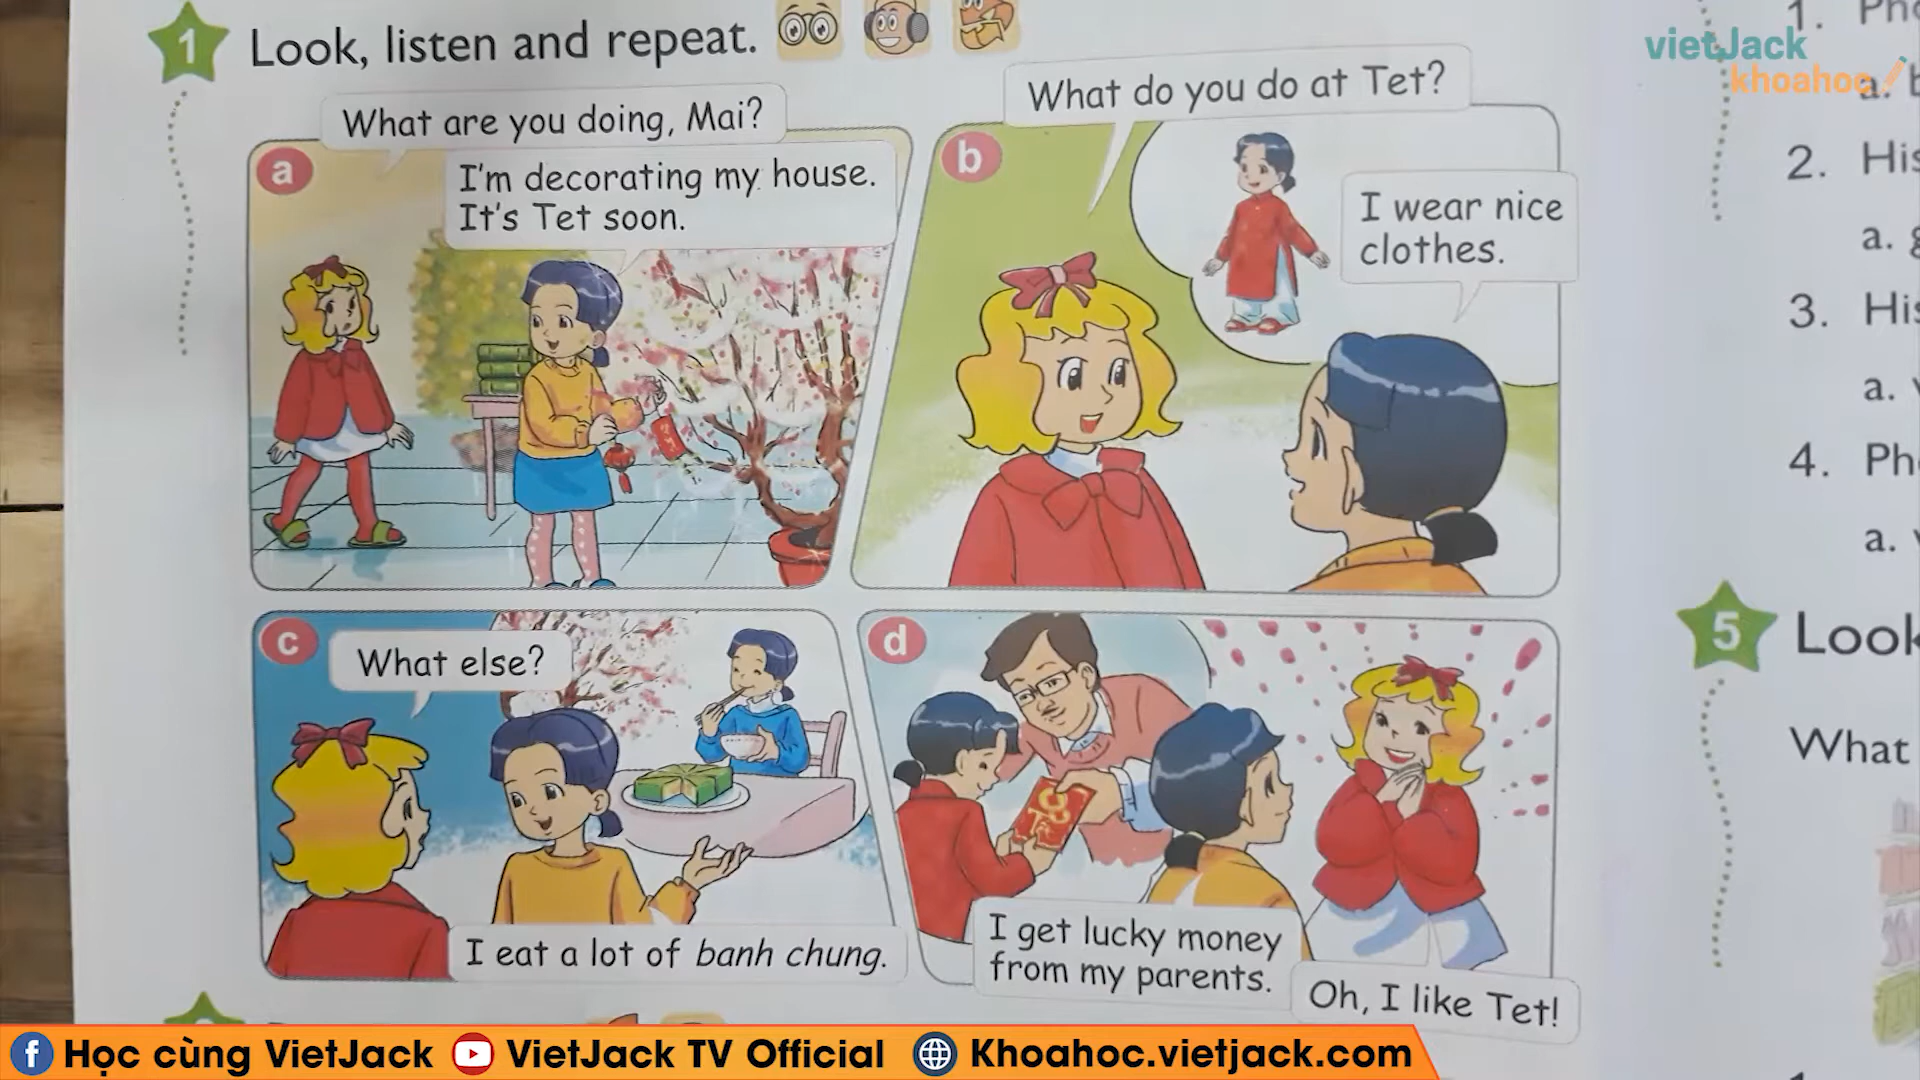 1 Look, listen and repeat.
What are you doing, Mai?
a
I'm decorating my house.
It's Tet soon.
What do you do at Tet?
b
I wear nice
clothes.
c
What else?
I eat a lot of banh chung.
d
I get lucky money
from my parents.
Oh, I like Tet!
vietJack
khoahoc
1.
2. His
a.
3. His
a.
4.
a.
5 Look
What
Học cùng VietJack
VietJack TV Official
Khoahoc.vietjack.com